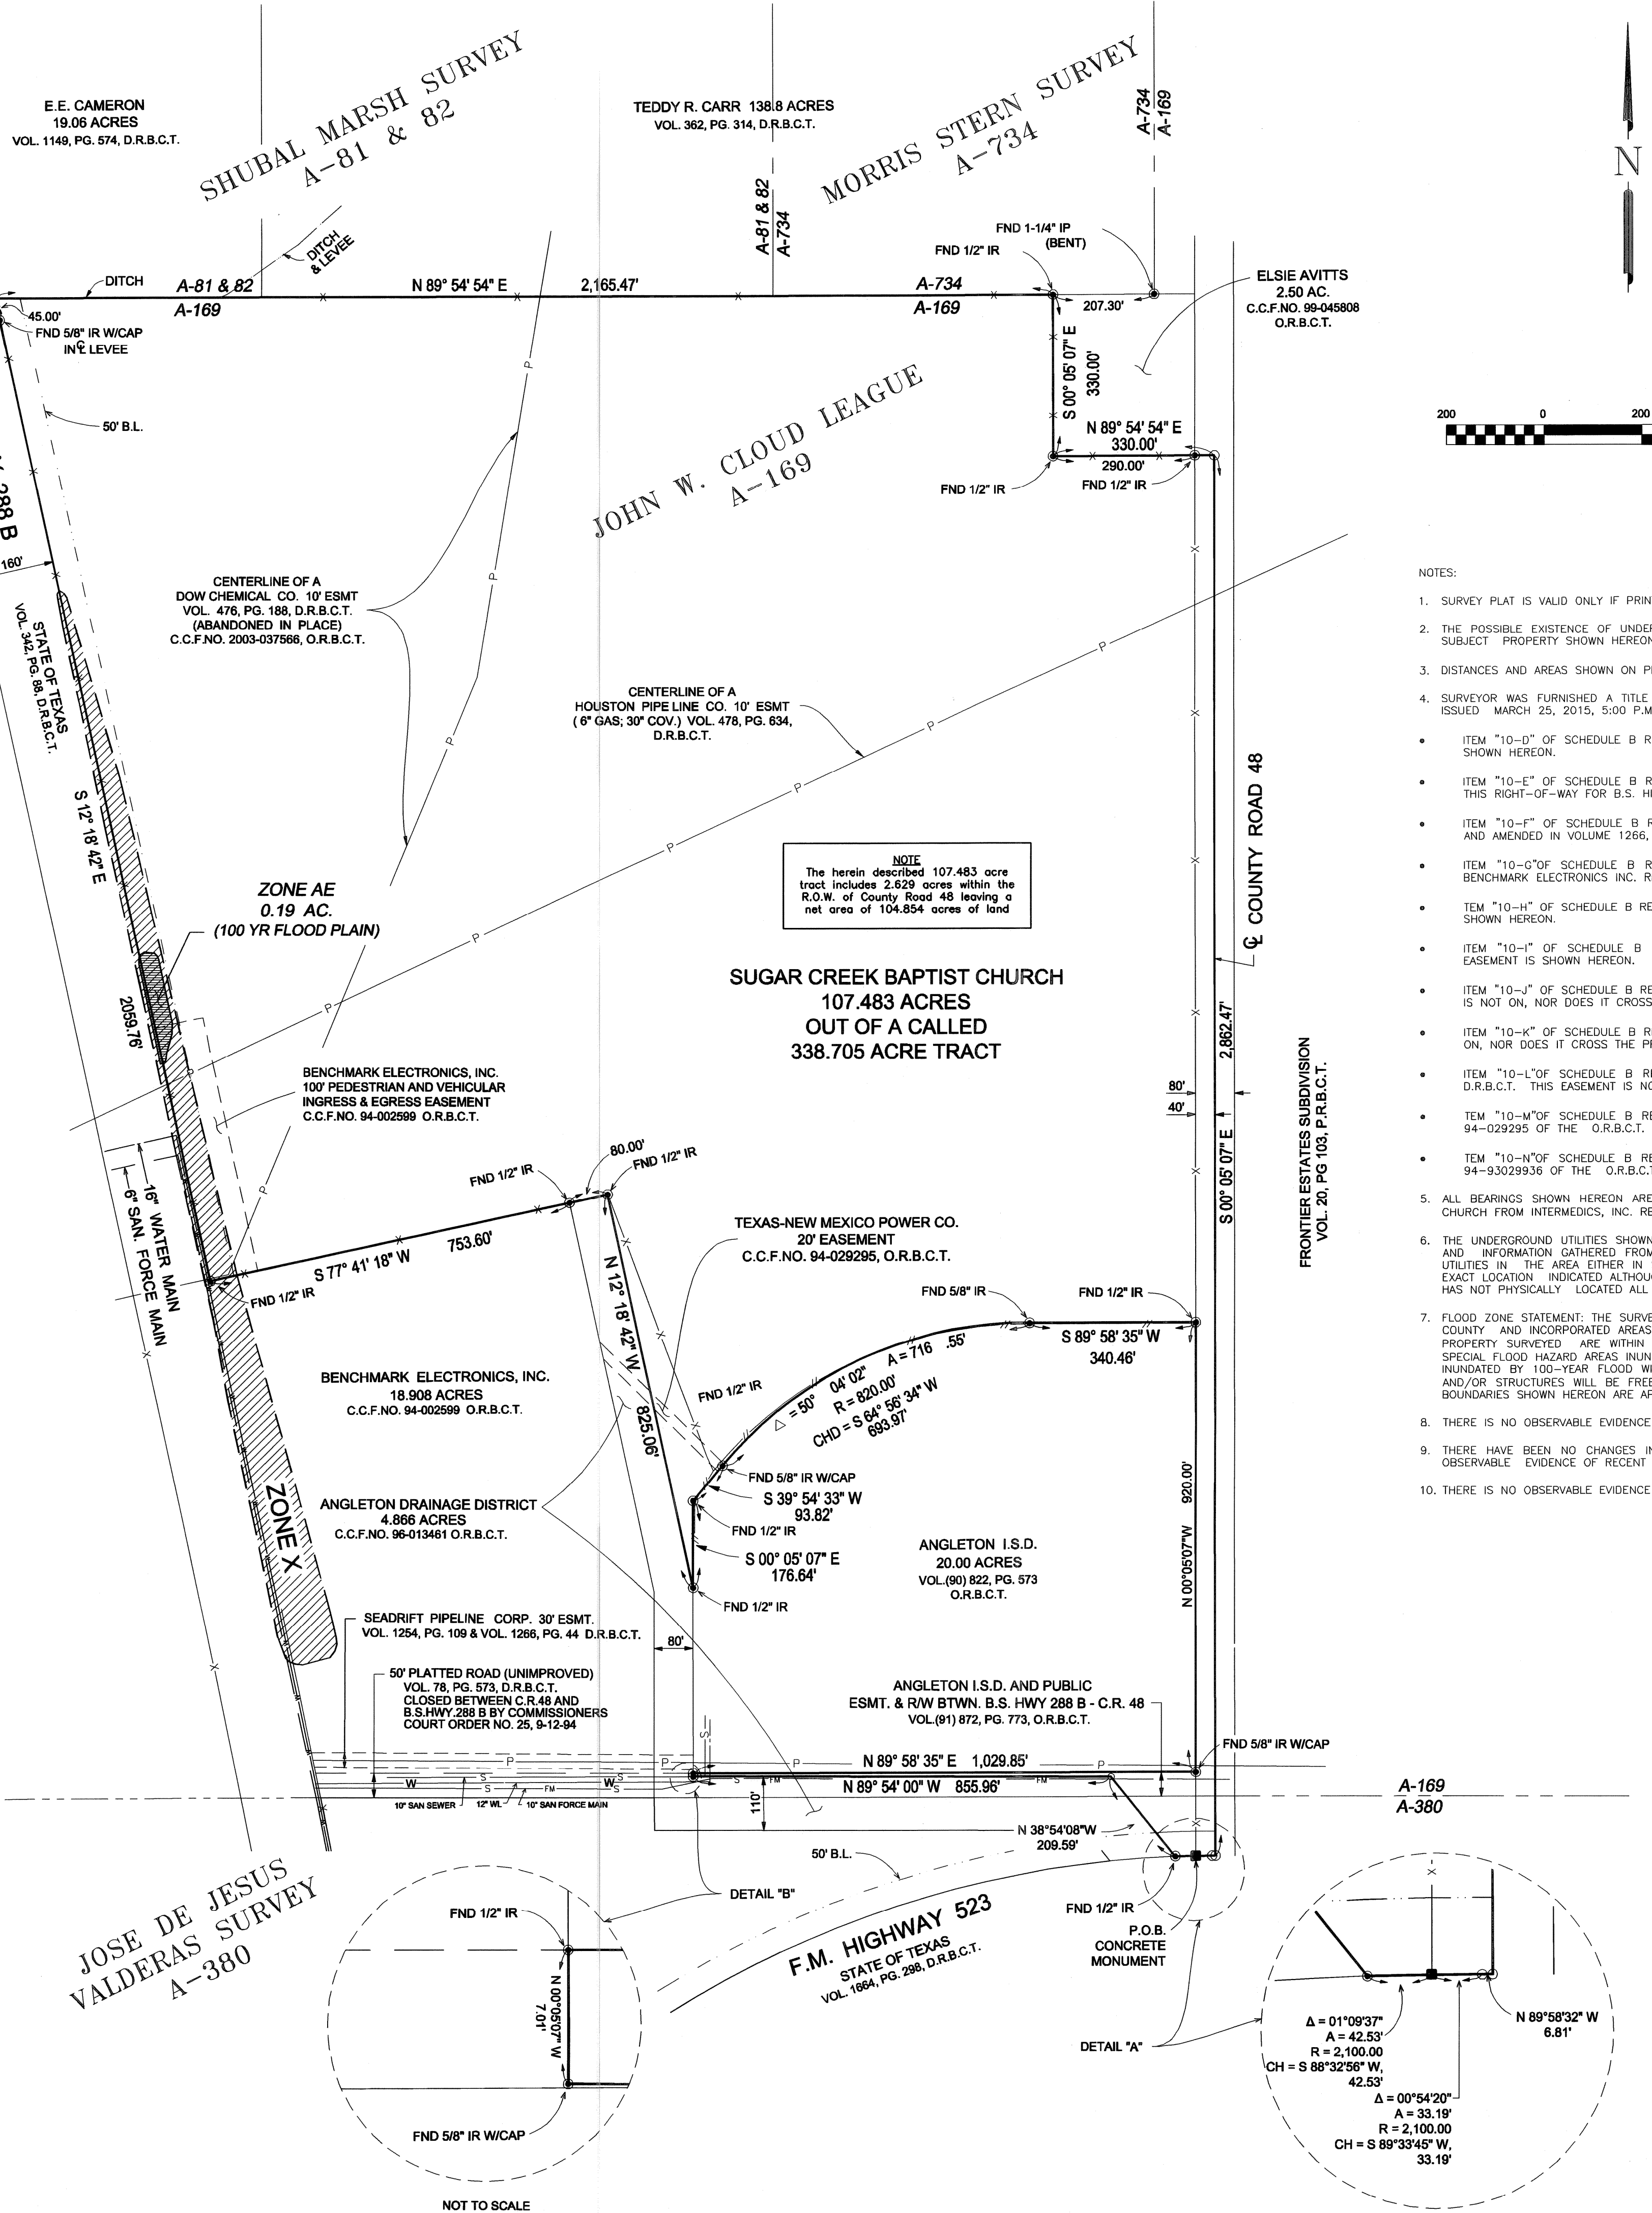 E.E. CAMERON
19.06 ACRES
VOL. 1149, PG. 574, D.R.B.C.T.
SHUBAL MARSH SURVEY
A-81 & 82
TEDDY R. CARR 138.8 ACRES
VOL. 362, PG. 314, D.R.B.C.T.
MORRIS STERN SURVEY
A-734
A-734
A-169
N
A-81 & 82
A-734
DITCH
& LEVEE
FND 1-1/4" IP
(BENT)
FND 1/2" IR
DITCH
A-81 & 82
A-169
N 89° 54' 54" E
2,165.47'
A-734
A-169
207.30'
ELSIE AVITTS
2.50 AC.
C.C.F.NO. 99-045808
O.R.B.C.T.
45.00'
FND 5/8" IR W/CAP
IN ℄ LEVEE
50' B.L.
S 00° 05' 07" E
330.00'
N 89° 54' 54" E
330.00'
290.00'
FND 1/2" IR
FND 1/2" IR
200 0 200
JOHN W. CLOUD LEAGUE
A-169
288 B
160'
STATE OF TEXAS
VOL. 342, PG. 88, D.R.B.C.T.
CENTERLINE OF A
DOW CHEMICAL CO. 10' ESMT
VOL. 476, PG. 188, D.R.B.C.T.
(ABANDONED IN PLACE)
C.C.F.NO. 2003-037566, O.R.B.C.T.
CENTERLINE OF A
HOUSTON PIPE LINE CO. 10' ESMT
( 6" GAS; 30" COV.) VOL. 478, PG. 634,
D.R.B.C.T.
S 12° 18' 42" E
2059.76'
ZONE AE
0.19 AC.
(100 YR FLOOD PLAIN)
NOTE
The herein described 107.483 acre
tract includes 2.629 acres within the
R.O.W. of County Road 48 leaving a
net area of 104.854 acres of land
℄ COUNTY ROAD 48
SUGAR CREEK BAPTIST CHURCH
107.483 ACRES
OUT OF A CALLED
338.705 ACRE TRACT
2,862.47'
S 00° 05' 07" E
80'
40'
FRONTIER ESTATES SUBDIVISION
VOL. 20, PG 103, P.R.B.C.T.
BENCHMARK ELECTRONICS, INC.
100' PEDESTRIAN AND VEHICULAR
INGRESS & EGRESS EASEMENT
C.C.F.NO. 94-002599 O.R.B.C.T.
16" WATER MAIN
6" SAN. FORCE MAIN
FND 1/2" IR
80.00'
FND 1/2" IR
S 77° 41' 18" W
753.60'
FND 1/2" IR
TEXAS-NEW MEXICO POWER CO.
20' EASEMENT
C.C.F.NO. 94-029295, O.R.B.C.T.
N 12° 18' 42" W
825.06'
BENCHMARK ELECTRONICS, INC.
18.908 ACRES
C.C.F.NO. 94-002599 O.R.B.C.T.
FND 5/8" IR
FND 1/2" IR
S 89° 58' 35" W
340.46'
FND 1/2" IR
Δ = 50° 04' 02" A = 716 .55'
R = 820.00'
CHD = S 64° 56' 34" W
693.97'
FND 5/8" IR W/CAP
S 39° 54' 33" W
93.82'
FND 1/2" IR
S 00° 05' 07" E
176.64'
FND 1/2" IR
ANGLETON DRAINAGE DISTRICT
4.866 ACRES
C.C.F.NO. 96-013461 O.R.B.C.T.
ZONE X
ANGLETON I.S.D.
20.00 ACRES
VOL.(90) 822, PG. 573
O.R.B.C.T.
N 00°05'07"W
920.00'
SEADRIFT PIPELINE CORP. 30' ESMT.
VOL. 1254, PG. 109 & VOL. 1266, PG. 44 D.R.B.C.T.
80'
50' PLATTED ROAD (UNIMPROVED)
VOL. 78, PG. 573, D.R.B.C.T.
CLOSED BETWEEN C.R.48 AND
B.S.HWY.288 B BY COMMISSIONERS
COURT ORDER NO. 25, 9-12-94
ANGLETON I.S.D. AND PUBLIC
ESMT. & R/W BTWN. B.S. HWY 288 B - C.R. 48
VOL.(91) 872, PG. 773, O.R.B.C.T.
FND 5/8" IR W/CAP
N 89° 58' 35" E 1,029.85'
N 89° 54' 00" W 855.96'
10" SAN SEWER
12" WL
10" SAN FORCE MAIN
110'
A-169
A-380
N 38°54'08"W
209.59'
50' B.L.
DETAIL "B"
FND 1/2" IR
P.O.B.
CONCRETE
MONUMENT
F.M. HIGHWAY 523
STATE OF TEXAS
VOL. 1664, PG. 298, D.R.B.C.T.
JOSE DE JESUS
VALDERAS SURVEY
A-380
FND 1/2" IR
N 00°05'07" W
7.01'
FND 5/8" IR W/CAP
NOT TO SCALE
DETAIL "A"
Δ = 01°09'37"
A = 42.53'
R = 2,100.00
CH = S 88°32'56" W,
42.53'
Δ = 00°54'20"
A = 33.19'
R = 2,100.00
CH = S 89°33'45" W,
33.19'
N 89°58'32" W
6.81'
NOTES:
1. SURVEY PLAT IS VALID ONLY IF PRIN
2. THE POSSIBLE EXISTENCE OF UNDER
SUBJECT PROPERTY SHOWN HEREON
3. DISTANCES AND AREAS SHOWN ON P
4. SURVEYOR WAS FURNISHED A TITLE
ISSUED MARCH 25, 2015, 5:00 P.M
• ITEM "10-D" OF SCHEDULE B R
SHOWN HEREON.
• ITEM "10-E" OF SCHEDULE B R
THIS RIGHT-OF-WAY FOR B.S. HI
• ITEM "10-F" OF SCHEDULE B R
AND AMENDED IN VOLUME 1266,
• ITEM "10-G"OF SCHEDULE B R
BENCHMARK ELECTRONICS INC. R
• TEM "10-H" OF SCHEDULE B RE
SHOWN HEREON.
• ITEM "10-I" OF SCHEDULE B
EASEMENT IS SHOWN HEREON.
• ITEM "10-J" OF SCHEDULE B RE
IS NOT ON, NOR DOES IT CROSS
• ITEM "10-K" OF SCHEDULE B R
ON, NOR DOES IT CROSS THE P
• ITEM "10-L"OF SCHEDULE B RE
D.R.B.C.T. THIS EASEMENT IS NO
• TEM "10-M"OF SCHEDULE B RE
94-029295 OF THE O.R.B.C.T.
• TEM "10-N"OF SCHEDULE B RE
94-93029936 OF THE O.R.B.C.T
5. ALL BEARINGS SHOWN HEREON ARE
CHURCH FROM INTERMEDICS, INC. RE
6. THE UNDERGROUND UTILITIES SHOWN
AND INFORMATION GATHERED FROM
UTILITIES IN THE AREA EITHER IN
EXACT LOCATION INDICATED ALTHOU
HAS NOT PHYSICALLY LOCATED ALL
7. FLOOD ZONE STATEMENT: THE SURVE
COUNTY AND INCORPORATED AREAS
PROPERTY SURVEYED ARE WITHIN
SPECIAL FLOOD HAZARD AREAS INUN
INUNDATED BY 100-YEAR FLOOD WI
AND/OR STRUCTURES WILL BE FREE
BOUNDARIES SHOWN HEREON ARE AP
8. THERE IS NO OBSERVABLE EVIDENCE
9. THERE HAVE BEEN NO CHANGES IN
OBSERVABLE EVIDENCE OF RECENT
10. THERE IS NO OBSERVABLE EVIDENCE